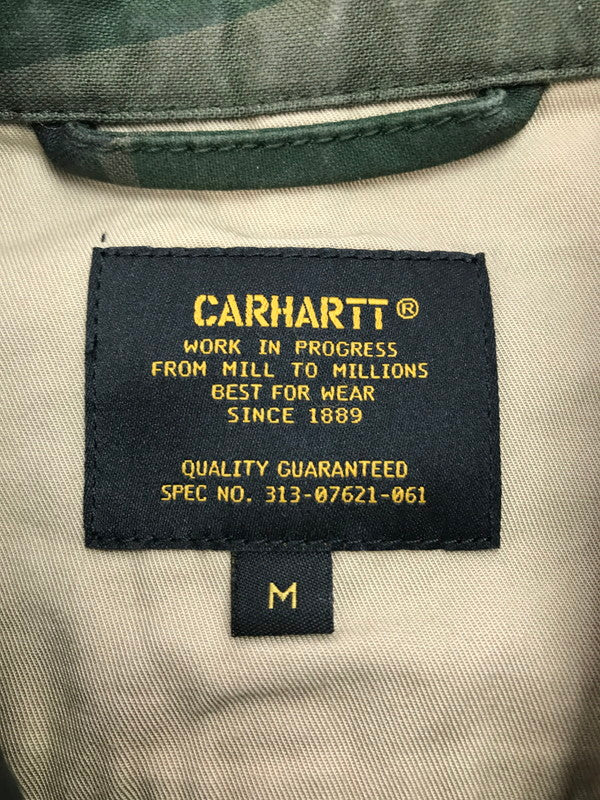 CARHARTT®
WORK IN PROGRESS
FROM MILL TO MILLIONS
BEST FOR WEAR
SINCE 1889
QUALITY GUARANTEED
SPEC NO. 313-07621-061
M